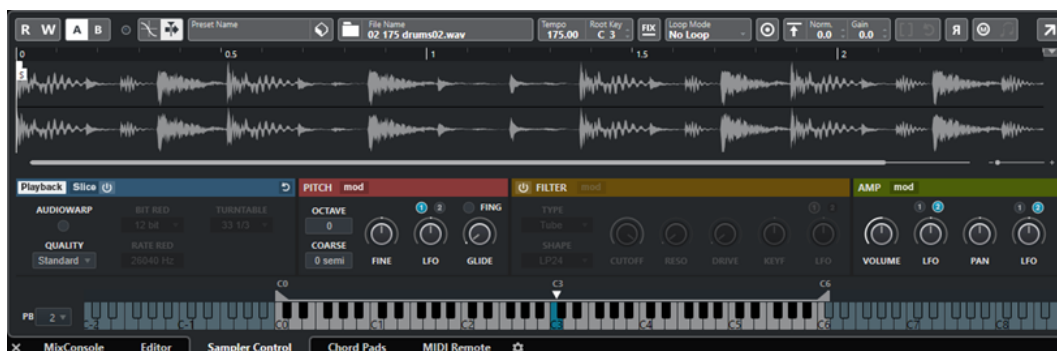 R W A B Preset Name File Name 02 175 drums02.wav Tempo 175.00 Root Key C 3 FIX Loop Mode No Loop Norm. 0.0 Gain 0.0 Я M
0 0.5 1 1.5 2
S
Playback Slice PITCH mod FILTER mod AMP mod
AUDIOWARP BIT RED TURNTABLE OCTAVE 1 2 FING TYPE 1 2 1 2 1 2
12 bit 33 1/3 0 Tube
QUALITY RATE RED COARSE SHAPE
Standard 26040 Hz 0 semi FINE LFO GLIDE LP24 CUTOFF RESO DRIVE KEYF LFO VOLUME LFO PAN LFO
C0 C3 C6
PB 2 C-2 C-1 C0 C1 C2 C3 C4 C5 C6 C7 C8
MixConsole Editor Sampler Control Chord Pads MIDI Remote